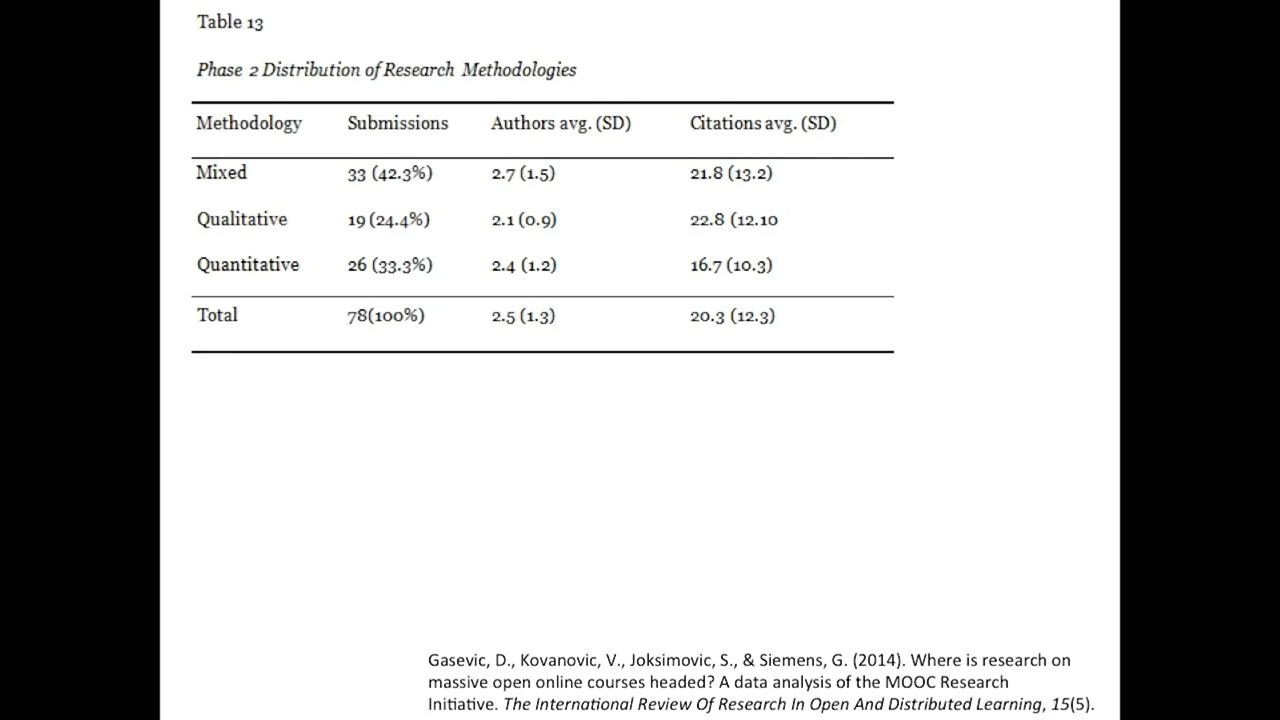 Table 13
Phase 2 Distribution of Research Methodologies
Methodology Submissions Authors avg. (SD) Citations avg. (SD)
Mixed 33 (42.3%) 2.7 (1.5) 21.8 (13.2)
Qualitative 19 (24.4%) 2.1 (0.9) 22.8 (12.10
Quantitative 26 (33.3%) 2.4 (1.2) 16.7 (10.3)
Total 78(100%) 2.5 (1.3) 20.3 (12.3)
Gasevic, D., Kovanovic, V., Joksimovic, S., & Siemens, G. (2014). Where is research on
massive open online courses headed? A data analysis of the MOOC Research
Initiative. The International Review Of Research In Open And Distributed Learning, 15(5).